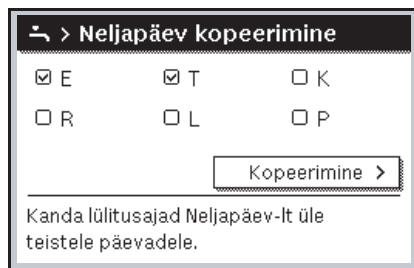 > Neljapäev kopeerimine
E T K
R L P
Kopeerimine >
Kanda lülitusajad Neljapäev-lt üle
teistele päevadele.